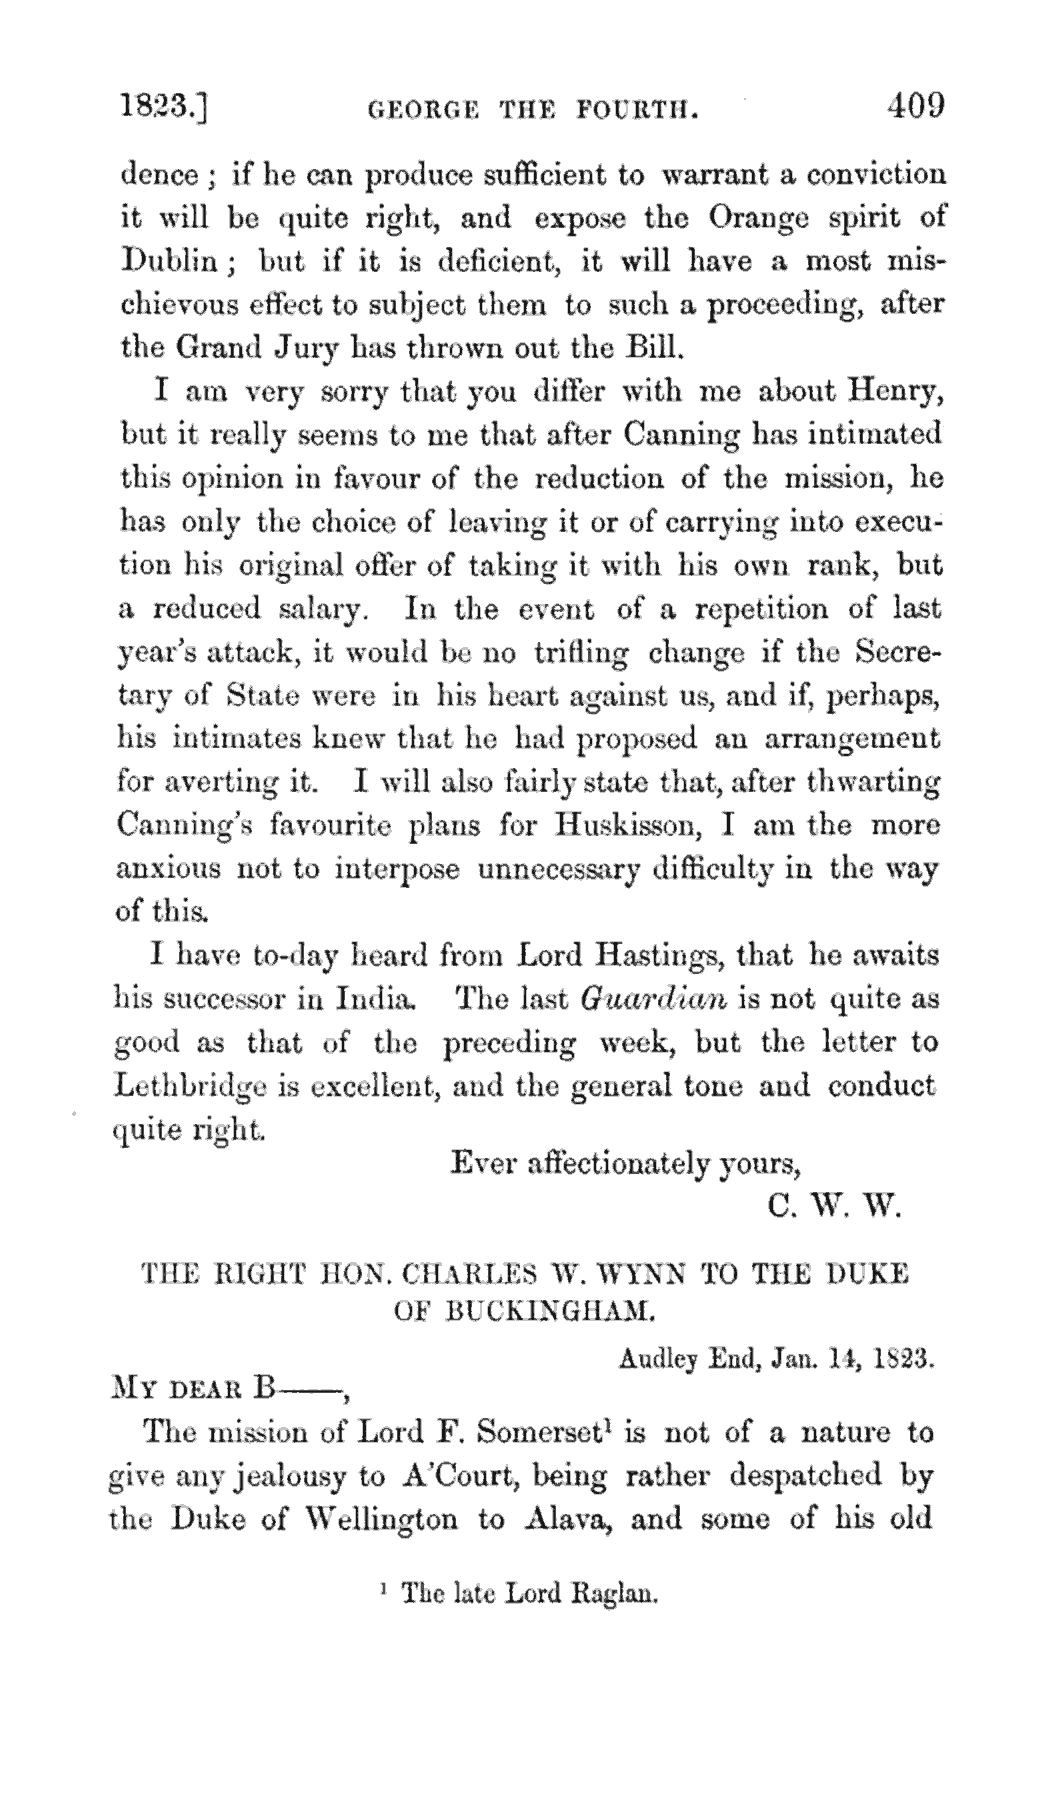 1823.] GEORGE THE FOURTH. 409
dence ; if he can produce sufficient to warrant a conviction
it will be quite right, and expose the Orange spirit of
Dublin ; but if it is deficient, it will have a most mis-
chievous effect to subject them to such a proceeding, after
the Grand Jury has thrown out the Bill.
I am very sorry that you differ with me about Henry,
but it really seems to me that after Canning has intimated
this opinion in favour of the reduction of the mission, he
has only the choice of leaving it or of carrying into execu-
tion his original offer of taking it with his own rank, but
a reduced salary. In the event of a repetition of last
year's attack, it would be no trifling change if the Secre-
tary of State were in his heart against us, and if, perhaps,
his intimates knew that he had proposed an arrangement
for averting it. I will also fairly state that, after thwarting
Canning's favourite plans for Huskisson, I am the more
anxious not to interpose unnecessary difficulty in the way
of this.
I have to-day heard from Lord Hastings, that he awaits
his successor in India. The last Guardian is not quite as
good as that of the preceding week, but the letter to
Lethbridge is excellent, and the general tone and conduct
quite right.
Ever affectionately yours,
C. W. W.
THE RIGHT HON. CHARLES W. WYNN TO THE DUKE
OF BUCKINGHAM.
Audley End, Jan. 14, 1823.
MY DEAR B——,
The mission of Lord F. Somerset¹ is not of a nature to
give any jealousy to A'Court, being rather despatched by
the Duke of Wellington to Alava, and some of his old
¹ The late Lord Raglan.